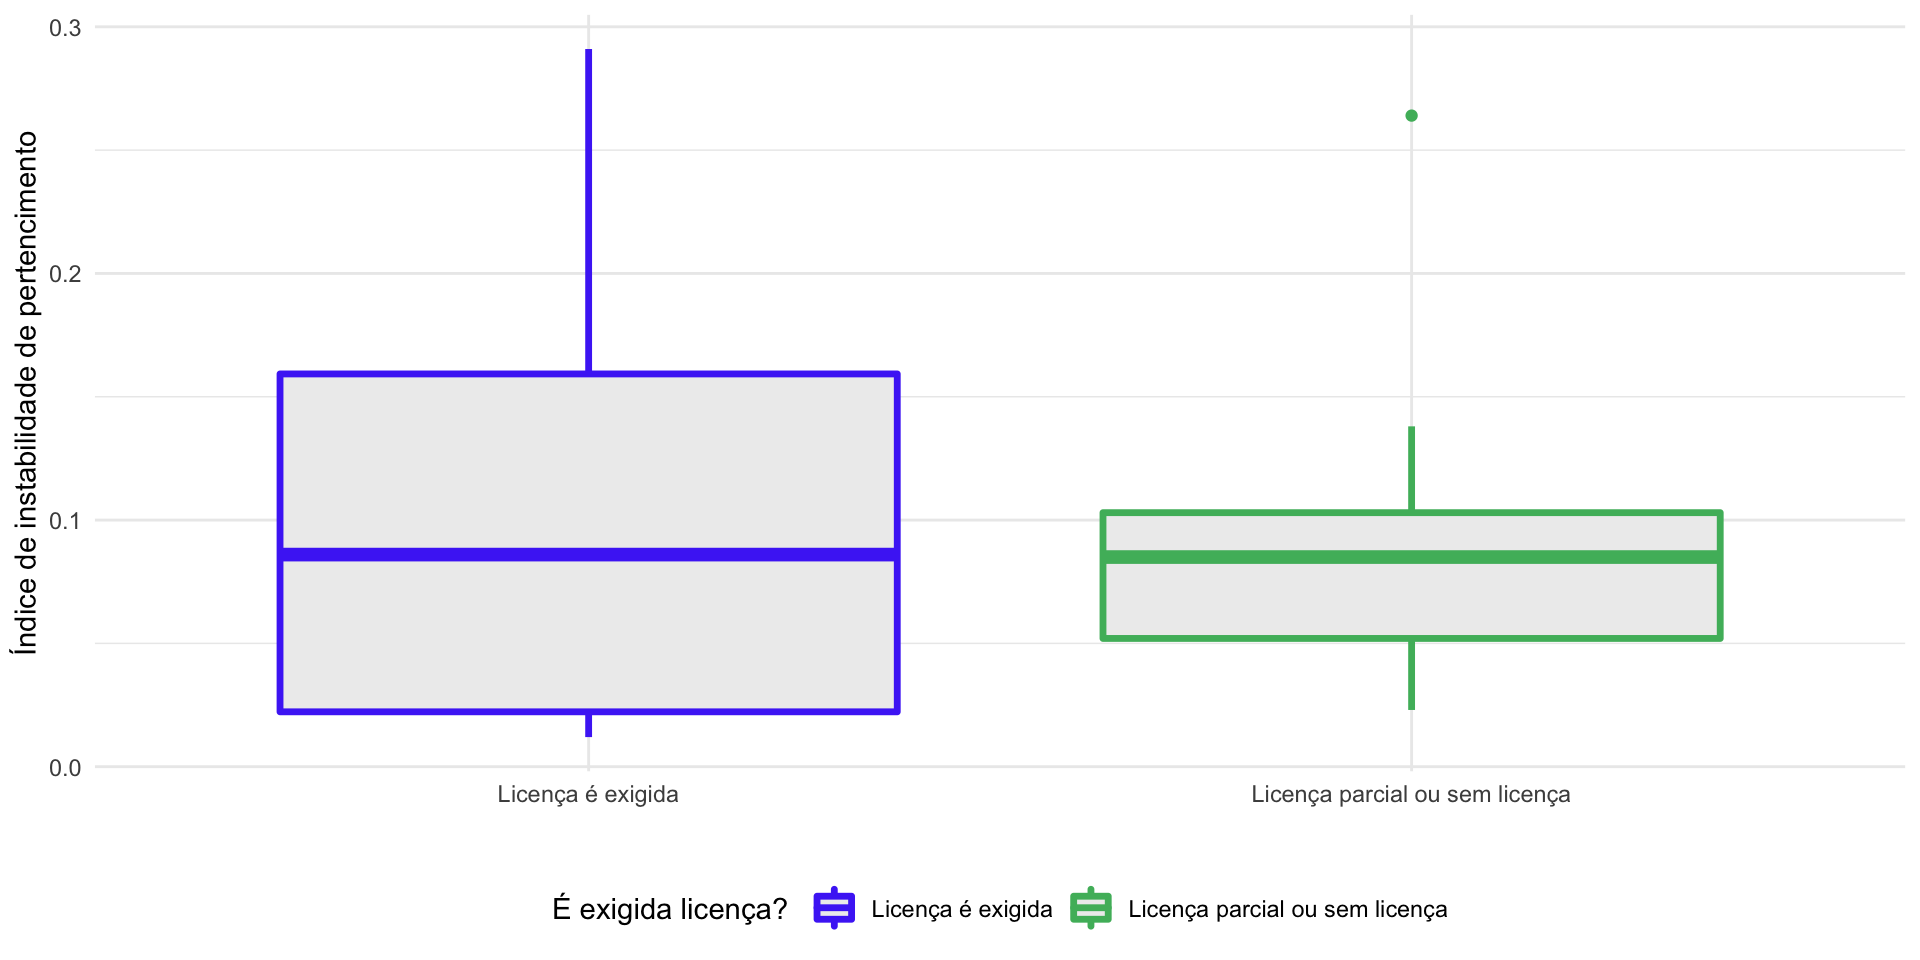 Índice de instabilidade de pertencimento
0.3
0.2
0.1
0.0
Licença é exigida
Licença parcial ou sem licença
É exigida licença?
Licença é exigida
Licença parcial ou sem licença